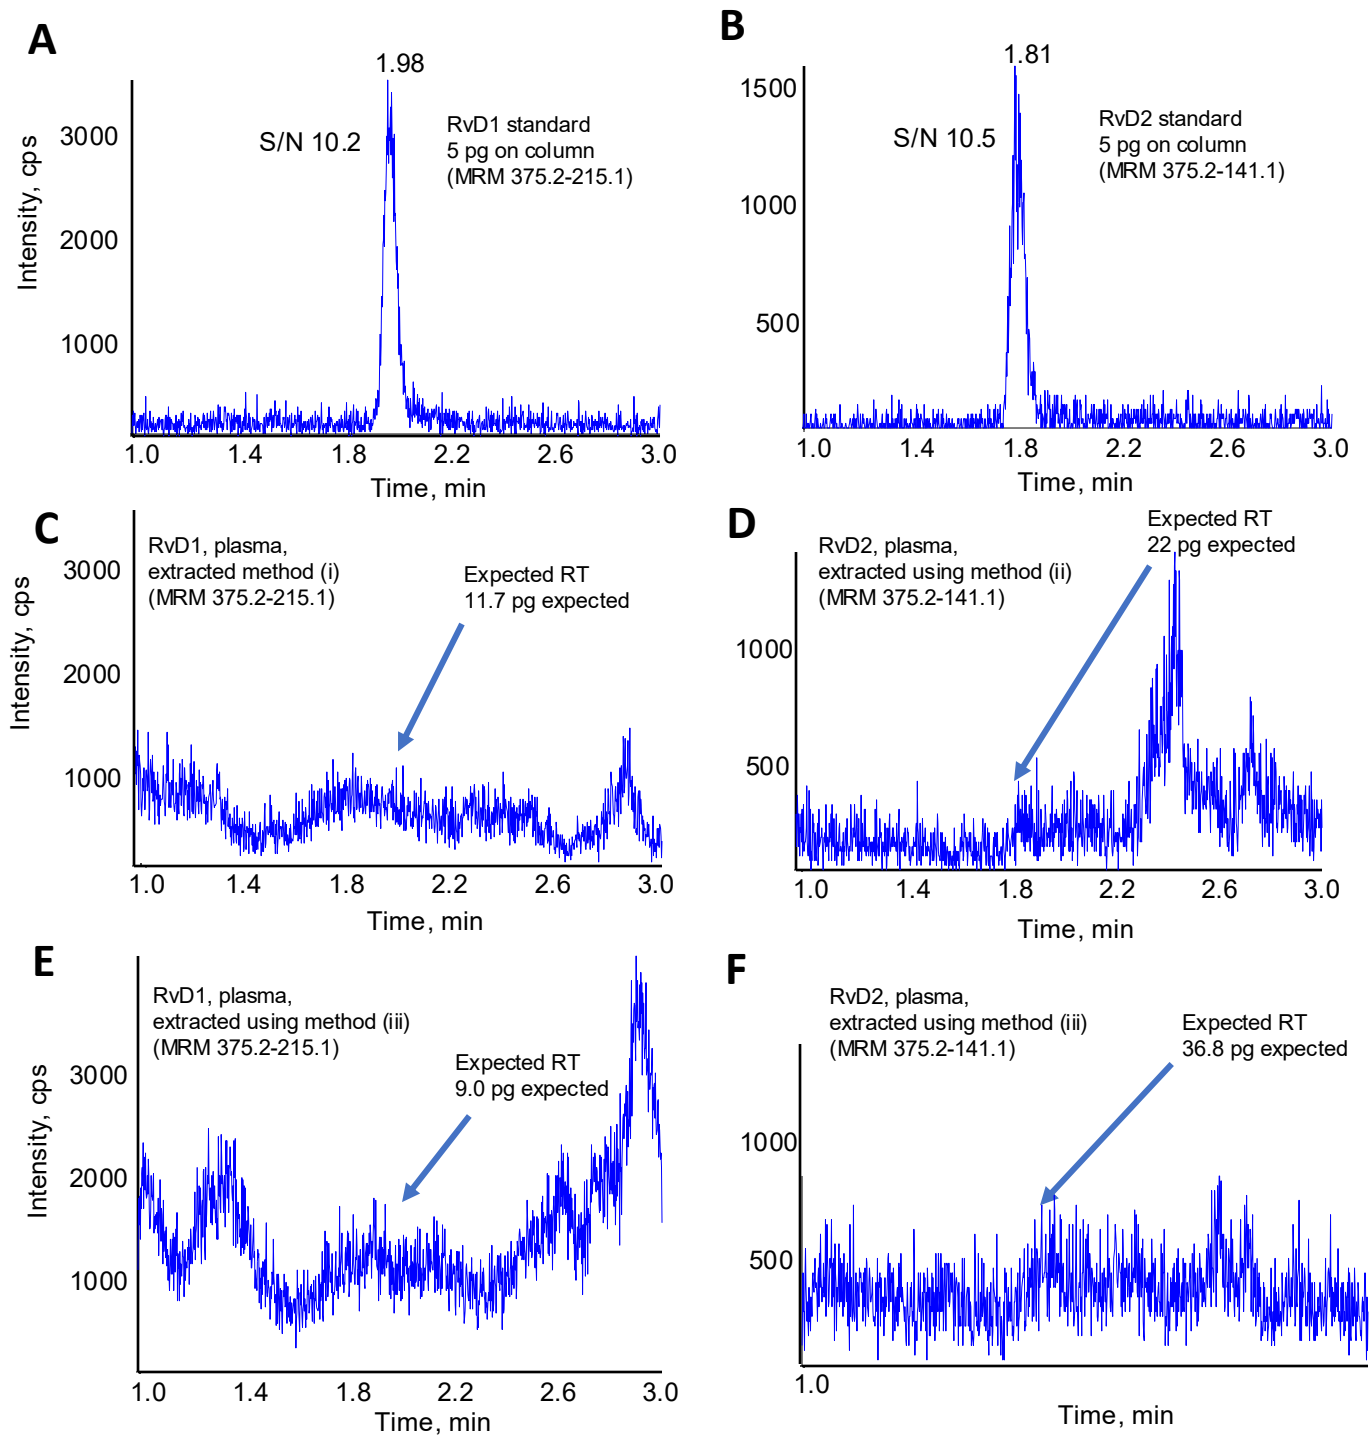 A
1.98
S/N 10.2
RvD1 standard
5 pg on column
(MRM 375.2-215.1)
Intensity, cps
3000
2000
1000
1.0 1.4 1.8 2.2 2.6 3.0
Time, min
B
1.81
S/N 10.5
RvD2 standard
5 pg on column
(MRM 375.2-141.1)
1500
1000
500
1.0 1.4 1.8 2.2 2.6 3.0
Time, min
C
RvD1, plasma,
extracted method (i)
(MRM 375.2-215.1)
Expected RT
11.7 pg expected
Intensity, cps
3000
2000
1000
1.0 1.4 1.8 2.2 2.6 3.0
Time, min
D
RvD2, plasma,
extracted using method (ii)
(MRM 375.2-141.1)
Expected RT
22 pg expected
1000
500
1.0 1.4 1.8 2.2 2.6 3.0
Time, min
E
RvD1, plasma,
extracted using method (iii)
(MRM 375.2-215.1)
Expected RT
9.0 pg expected
Intensity, cps
3000
2000
1000
1.0 1.4 1.8 2.2 2.6 3.0
Time, min
F
RvD2, plasma,
extracted using method (iii)
(MRM 375.2-141.1)
Expected RT
36.8 pg expected
1000
500
1.0
Time, min